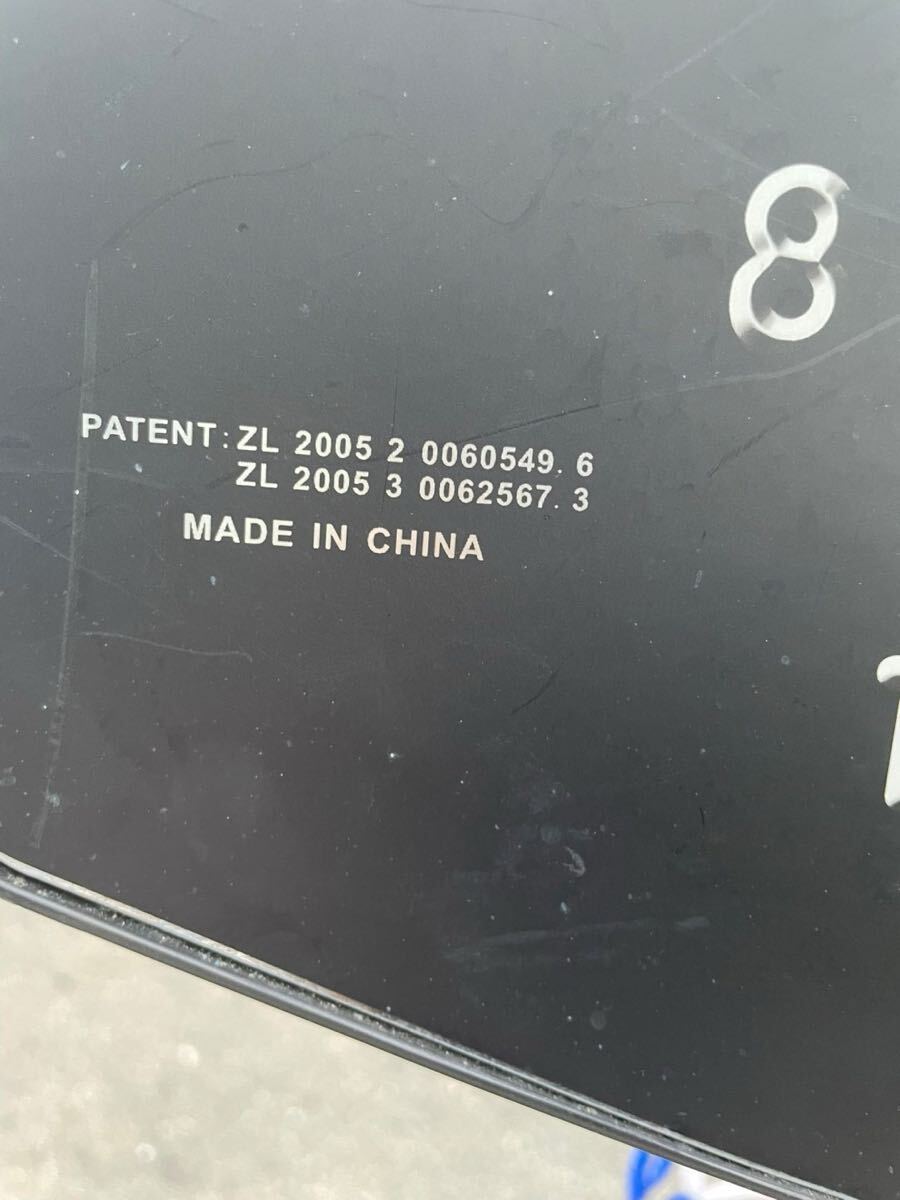 8
PATENT: ZL 2005 2 0060549. 6
ZL 2005 3 0062567. 3
MADE IN CHINA